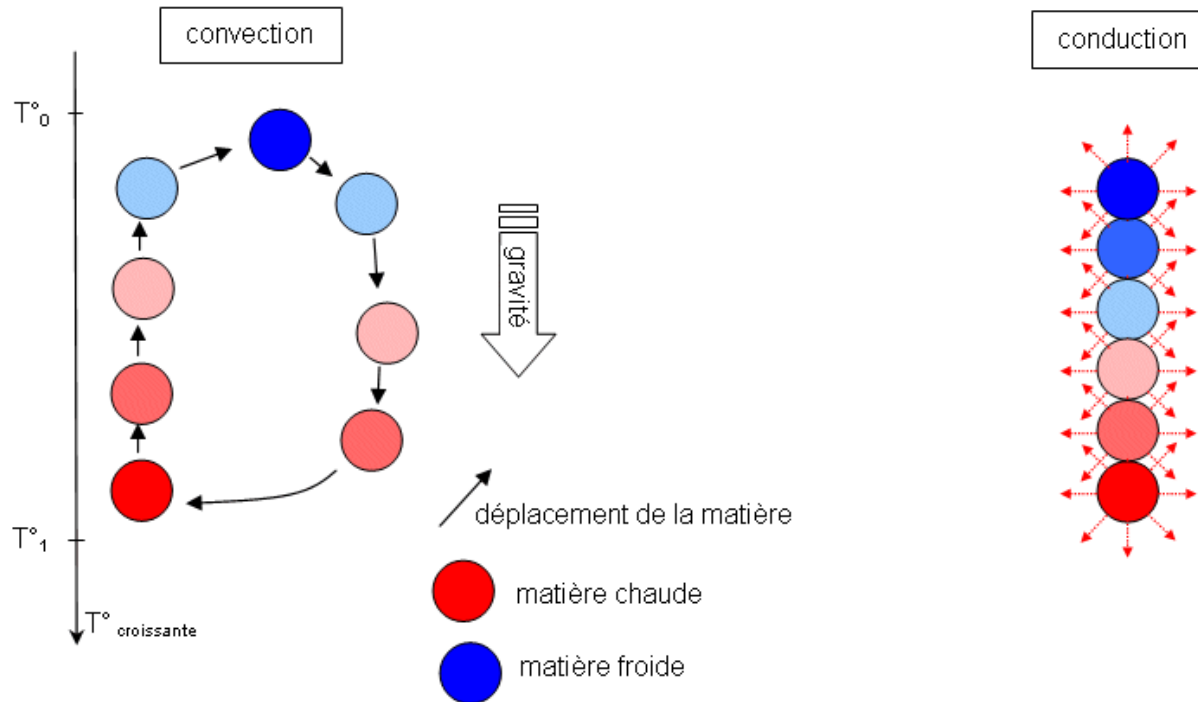 convection
conduction
T°0
gravité
déplacement de la matière
T°1
matière chaude
T° croissante
matière froide